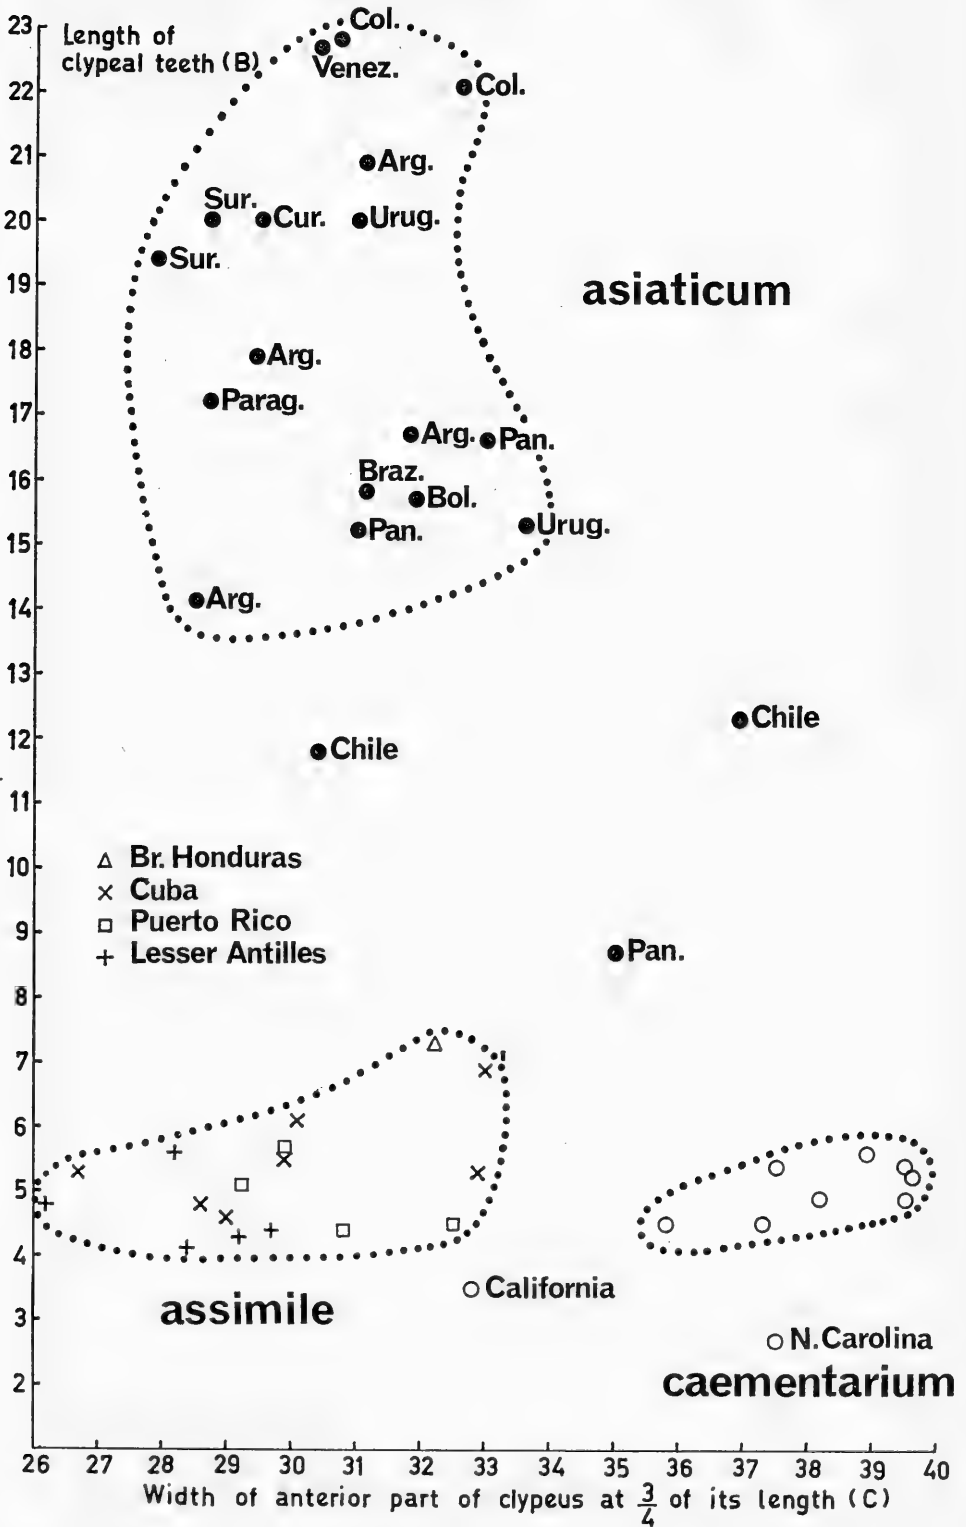 23
Length of
clypeal teeth (B)
Col.
Venez.
22
Col.
21
Arg.
Sur.
20
Cur.
Urug.
Sur.
19
asiaticum
18
Arg.
Parag.
17
Arg.
Pan.
Braz.
16
Bol.
Pan.
Urug.
15
Arg.
14
13
Chile
12
Chile
11
10
Br. Honduras
Cuba
Puerto Rico
9
Lesser Antilles
Pan.
8
7
6
5
4
California
assimile
3
N. Carolina
2
caementarium
26 27 28 29 30 31 32 33 34 35 36 37 38 39 40
Width of anterior part of clypeus at 3/4 of its length (C)